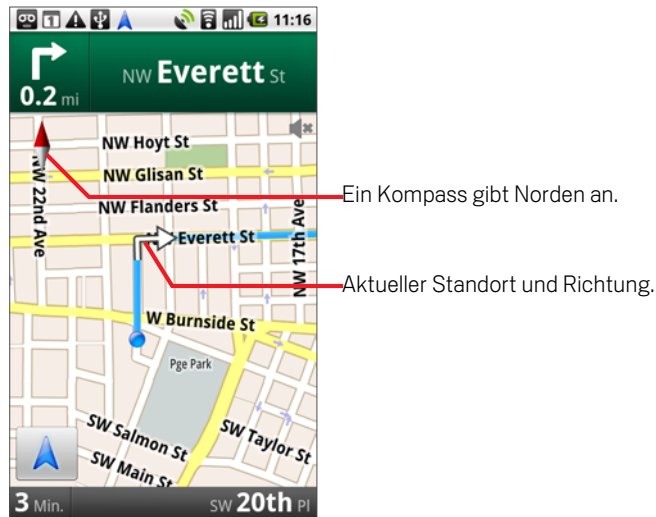 1 11:16
NW Everett St
0.2 mi
NW Hoyt St
NW Glisan St
NW 22nd Ave
NW Flanders St
NW 17th Ave
Everett St
W Burnside St
Pge Park
SW Salmon St
SW Taylor St
SW Main St
3 Min.
SW 20th Pl
Ein Kompass gibt Norden an.
Aktueller Standort und Richtung.